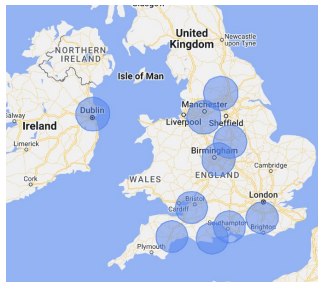 Glasgow
United
Kingdom
Newcastle
upon Tyne
NORTHERN
IRELAND
Isle of Man
Dublin
Manchester
Liverpool
Sheffield
Galway
Ireland
Limerick
Birmingham
Cambridge
Cork
WALES
ENGLAND
London
Bristol
Cardiff
Southampton
Brighton
Plymouth